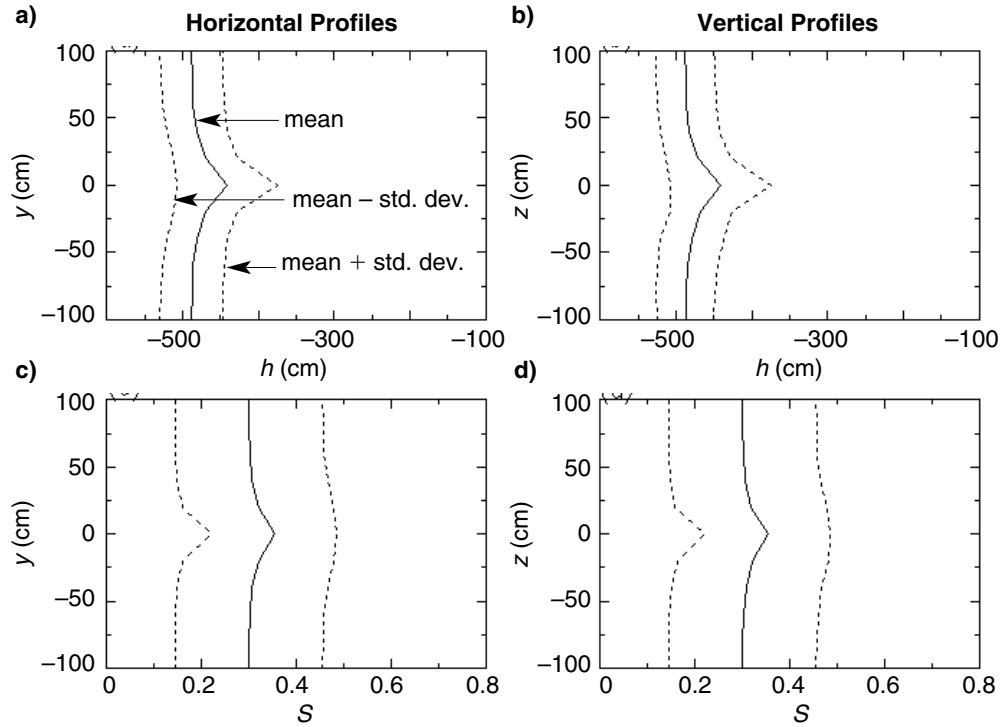 a) Horizontal Profiles
100
50
0
−50
−100
y (cm)
mean
mean − std. dev.
mean + std. dev.
−500 −300 −100
h (cm)
b) Vertical Profiles
100
50
0
−50
−100
z (cm)
−500 −300 −100
h (cm)
c)
100
50
0
−50
−100
y (cm)
0 0.2 0.4 0.6 0.8
S
d)
100
50
0
−50
−100
z (cm)
0 0.2 0.4 0.6 0.8
S